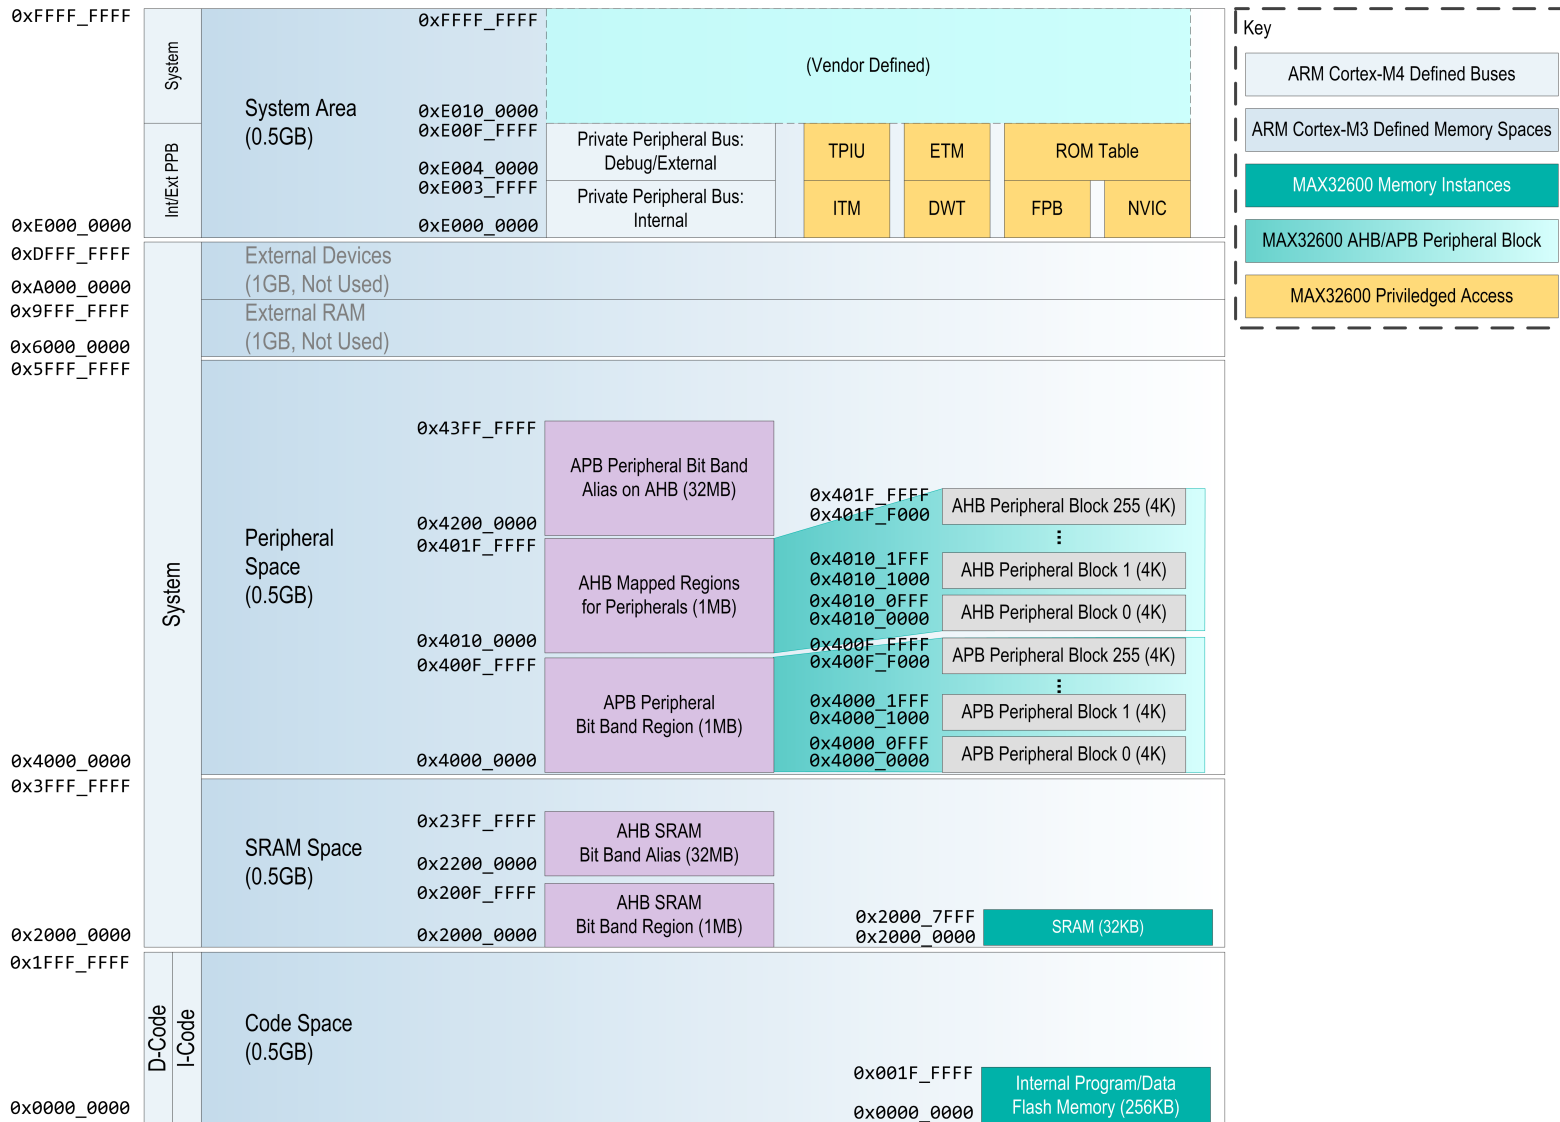 0xFFFF_FFFF
System
System Area
(0.5GB)
0xFFFF_FFFF
(Vendor Defined)
0xE010_0000
Int/Ext PPB
0xE00F_FFFF
Private Peripheral Bus:
Debug/External
TPIU
ETM
ROM Table
0xE004_0000
0xE003_FFFF
Private Peripheral Bus:
Internal
ITM
DWT
FPB
NVIC
0xE000_0000
0xE000_0000
Key
ARM Cortex-M4 Defined Buses
ARM Cortex-M3 Defined Memory Spaces
MAX32600 Memory Instances
MAX32600 AHB/APB Peripheral Block
MAX32600 Priviledged Access
0xDFFF_FFFF
External Devices
(1GB, Not Used)
0xA000_0000
0x9FFF_FFFF
External RAM
(1GB, Not Used)
0x6000_0000
0x5FFF_FFFF
System
Peripheral
Space
(0.5GB)
0x43FF_FFFF
APB Peripheral Bit Band
Alias on AHB (32MB)
0x4200_0000
0x401F_FFFF
AHB Mapped Regions
for Peripherals (1MB)
0x4010_0000
0x400F_FFFF
APB Peripheral
Bit Band Region (1MB)
0x4000_0000
0x401F_FFFF
0x401F_F000
AHB Peripheral Block 255 (4K)
0x4010_1FFF
0x4010_1000
AHB Peripheral Block 1 (4K)
0x4010_0FFF
0x4010_0000
AHB Peripheral Block 0 (4K)
0x400F_FFFF
0x400F_F000
APB Peripheral Block 255 (4K)
0x4000_1FFF
0x4000_1000
APB Peripheral Block 1 (4K)
0x4000_0FFF
0x4000_0000
APB Peripheral Block 0 (4K)
0x4000_0000
0x3FFF_FFFF
SRAM Space
(0.5GB)
0x23FF_FFFF
AHB SRAM
Bit Band Alias (32MB)
0x2200_0000
0x200F_FFFF
AHB SRAM
Bit Band Region (1MB)
0x2000_0000
0x2000_7FFF
0x2000_0000
SRAM (32KB)
0x2000_0000
0x1FFF_FFFF
D-Code
I-Code
Code Space
(0.5GB)
0x001F_FFFF
Internal Program/Data
Flash Memory (256KB)
0x0000_0000
0x0000_0000